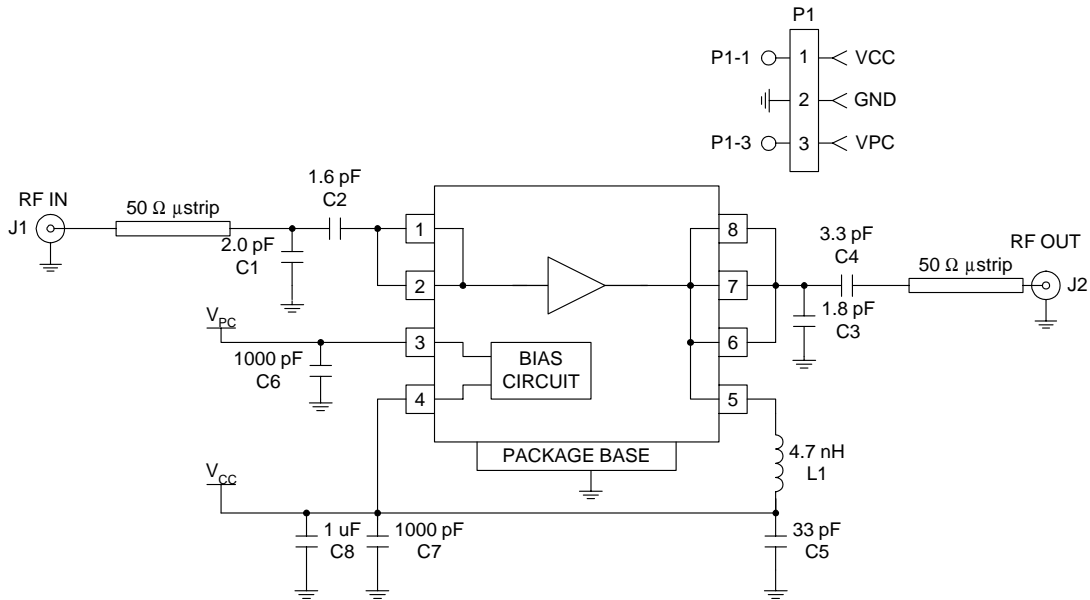 P1
P1-1
1
VCC
2
GND
P1-3
3
VPC
RF IN
J1
50 Ω μstrip
1.6 pF
C2
2.0 pF
C1
1
2
3
4
8
7
6
5
3.3 pF
C4
1.8 pF
C3
50 Ω μstrip
RF OUT
J2
VPC
1000 pF
C6
BIAS
CIRCUIT
PACKAGE BASE
4.7 nH
L1
VCC
1 uF
C8
1000 pF
C7
33 pF
C5